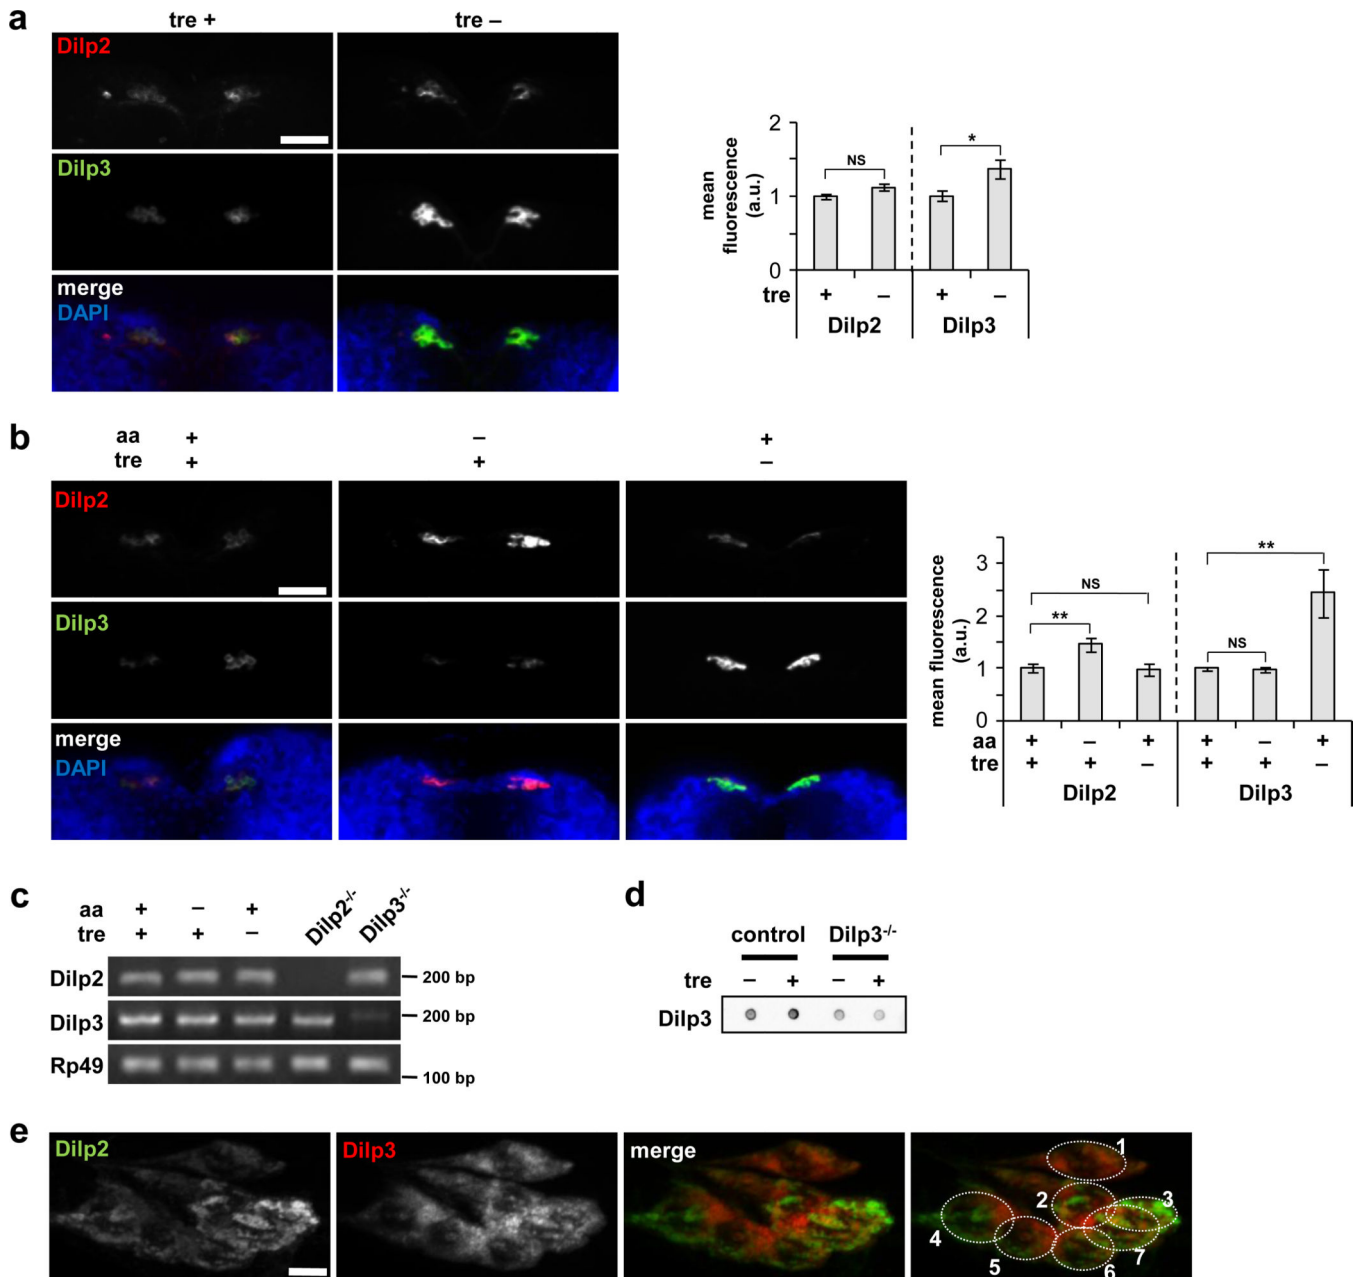 a
tre + tre –
Dilp2
Dilp3
merge
DAPI
mean
fluorescence
(a.u.)
2
1
0
NS
*
tre + – + –
Dilp2 Dilp3
b
aa + – +
tre + + –
Dilp2
Dilp3
merge
DAPI
mean fluorescence
(a.u.)
3
2
1
0
NS
**
NS
**
aa + – + + – +
tre + + – + + –
Dilp2 Dilp3
c
aa + – + Dilp2-/- Dilp3-/-
tre + + –
Dilp2 200 bp
Dilp3 200 bp
Rp49 100 bp
d
control Dilp3-/-
tre – + – +
Dilp3
e
Dilp2 Dilp3 merge
1
2
3
4
5
6
7